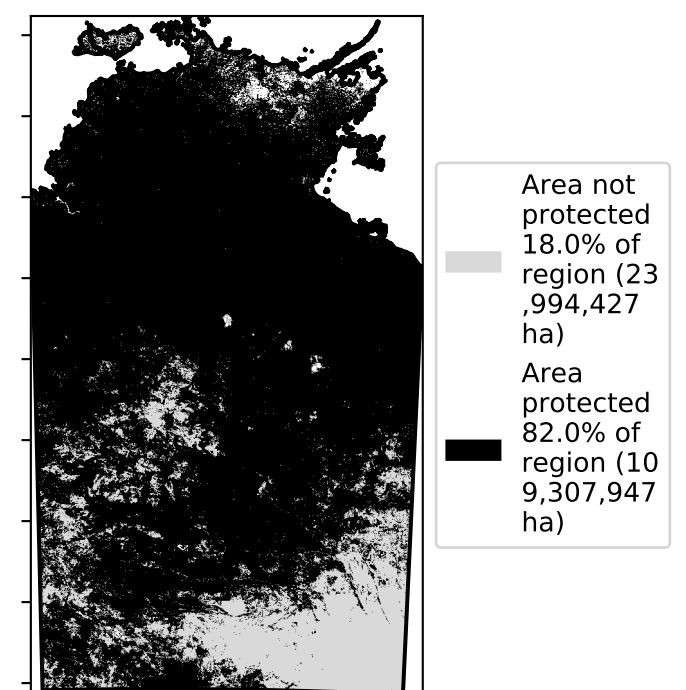 Area not
protected
18.0% of
region (23
,994,427
ha)
Area
protected
82.0% of
region (10
9,307,947
ha)